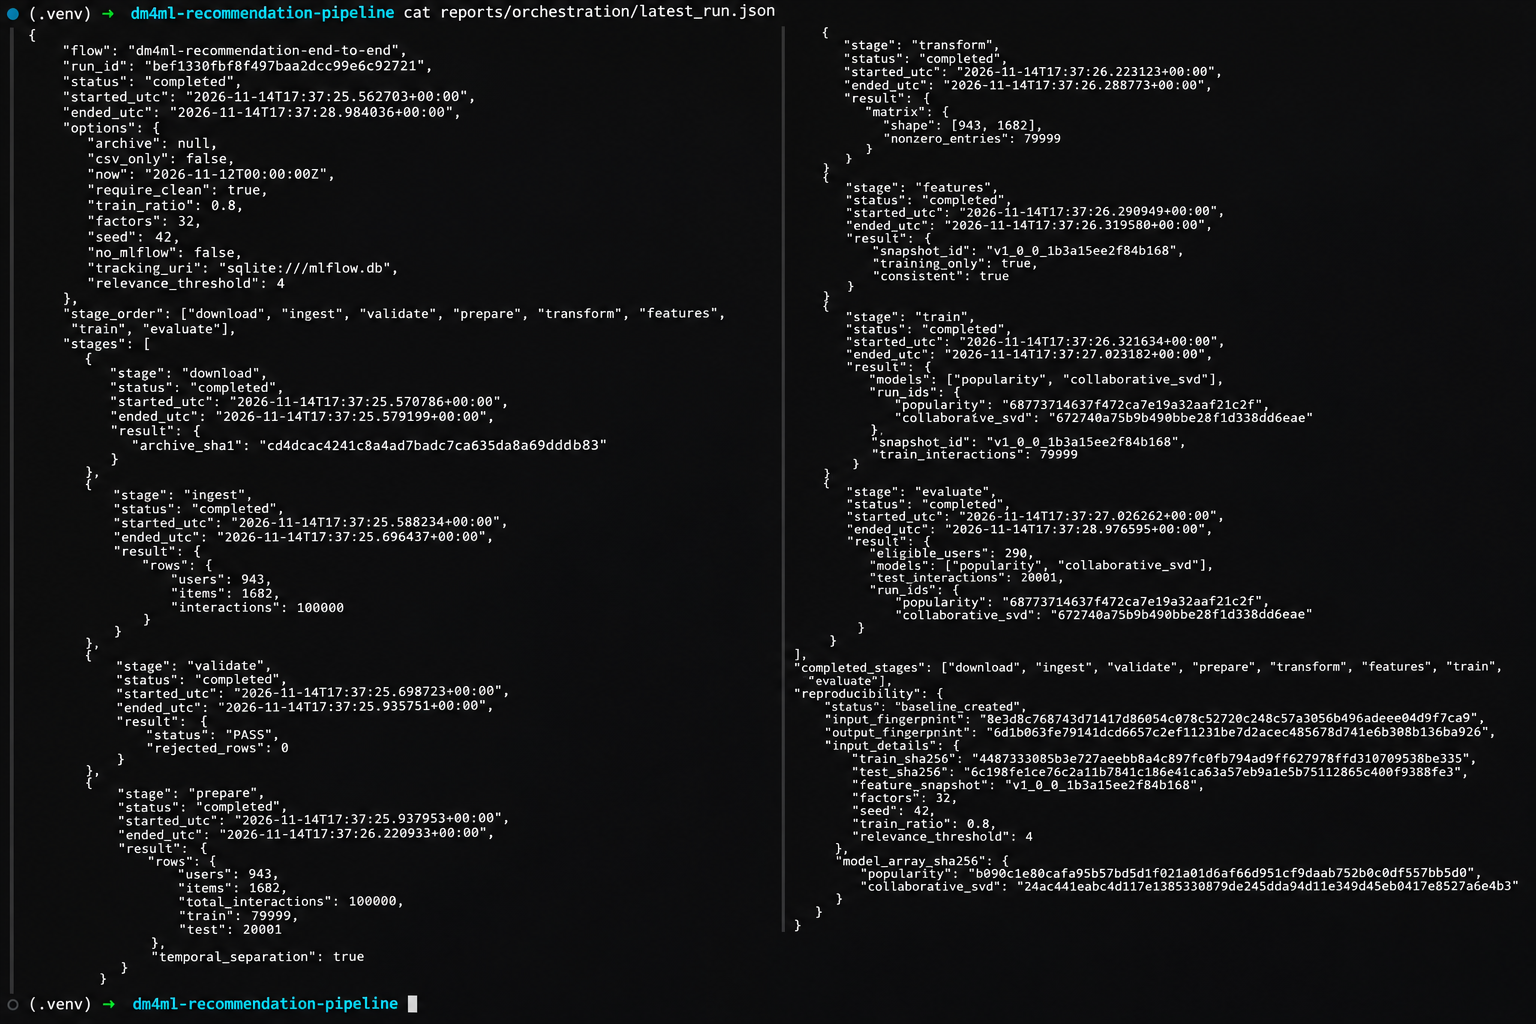 (.venv) → dm4ml-recommendation-pipeline cat reports/orchestration/latest_run.json
{
"flow": "dm4ml-recommendation-end-to-end",
"run_id": "bef1330fbf8f497baa2dcc99e6c92721",
"status": "completed",
"started_utc": "2026-11-14T17:37:25.562703+00:00",
"ended_utc": "2026-11-14T17:37:28.984036+00:00",
"options": {
"archive": null,
"csv_only": false,
"now": "2026-11-12T00:00:00Z",
"require_clean": true,
"train_ratio": 0.8,
"factors": 32,
"seed": 42,
"no_mlflow": false,
"tracking_uri": "sqlite:///mlflow.db",
"relevance_threshold": 4
},
"stage_order": ["download", "ingest", "validate", "prepare", "transform", "features",
"train", "evaluate"],
"stages": [
{
"stage": "download",
"status": "completed",
"started_utc": "2026-11-14T17:37:25.570786+00:00",
"ended_utc": "2026-11-14T17:37:25.579199+00:00",
"result": {
"archive_sha1": "cd4dcac4241c8a4ad7badc7ca635da8a69dddb83"
}
},
{
"stage": "ingest",
"status": "completed",
"started_utc": "2026-11-14T17:37:25.588234+00:00",
"ended_utc": "2026-11-14T17:37:25.696437+00:00",
"result": {
"rows": {
"users": 943,
"items": 1682,
"interactions": 100000
}
}
},
{
"stage": "validate",
"status": "completed",
"started_utc": "2026-11-14T17:37:25.698723+00:00",
"ended_utc": "2026-11-14T17:37:25.935751+00:00",
"result": {
"status": "PASS",
"rejected_rows": 0
}
},
{
"stage": "prepare",
"status": "completed",
"started_utc": "2026-11-14T17:37:25.937953+00:00",
"ended_utc": "2026-11-14T17:37:26.220933+00:00",
"result": {
"rows": {
"users": 943,
"items": 1682,
"total_interactions": 100000,
"train": 79999,
"test": 20001
},
"temporal_separation": true
}
}
{
"stage": "transform",
"status": "completed",
"started_utc": "2026-11-14T17:37:26.223123+00:00",
"ended_utc": "2026-11-14T17:37:26.288773+00:00",
"result": {
"matrix": {
"shape": [943, 1682],
"nonzero_entries": 79999
}
}
}
{
"stage": "features",
"status": "completed",
"started_utc": "2026-11-14T17:37:26.290949+00:00",
"ended_utc": "2026-11-14T17:37:26.319580+00:00",
"result": {
"snapshot_id": "v1_0_0_1b3a15ee2f84b168",
"training_only": true,
"consistent": true
}
}
{
"stage": "train",
"status": "completed",
"started_utc": "2026-11-14T17:37:26.321634+00:00",
"ended_utc": "2026-11-14T17:37:27.023182+00:00",
"result": {
"models": ["popularity", "collaborative_svd"],
"run_ids": {
"popularity": "68773714637f472ca7e19a32aaf21c2f",
"collaborative_svd": "672740a75b9b490bbe28f1d338dd6eae"
},
"snapshot_id": "v1_0_0_1b3a15ee2f84b168",
"train_interactions": 79999
}
}
{
"stage": "evaluate",
"status": "completed",
"started_utc": "2026-11-14T17:37:27.026262+00:00",
"ended_utc": "2026-11-14T17:37:28.976595+00:00",
"result": {
"eligible_users": 290,
"models": ["popularity", "collaborative_svd"],
"test_interactions": 20001,
"run_ids": {
"popularity": "68773714637f472ca7e19a32aaf21c2f",
"collaborative_svd": "672740a75b9b490bbe28f1d338dd6eae"
}
}
],
"completed_stages": ["download", "ingest", "validate", "prepare", "transform", "features", "train",
"evaluate"],
"reproducibility": {
"status": "baseline_created",
"input_fingerprint": "8e3d8c768743d71417d86054c078c52720c248c57a3056b496adeee04d9f7ca9",
"output_fingerprint": "6d1b063fe79141dcd6657c2ef11231be7d2acec485678d741e6b308b136ba926",
"input_details": {
"train_sha256": "4487333085b3e727aeebb8a4c897fc0fb794ad9ff627978ffd310709538be335",
"test_sha256": "6c198fe1ce76c2a11b7841c186e41ca63a57eb9a1e5b75112865c400f9388fe3",
"feature_snapshot": "v1_0_0_1b3a15ee2f84b168",
"factors": 32,
"seed": 42,
"train_ratio": 0.8,
"relevance_threshold": 4
},
"model_array_sha256": {
"popularity": "b090c1e80cafa95b57bd5d1f021a01d6af66d951cf9daab752b0c0df557bb5d0",
"collaborative_svd": "24ac441eabc4d117e1385330879de245dda94d11e349d45eb0417e8527a6e4b3"
}
}
}
(.venv) → dm4ml-recommendation-pipeline